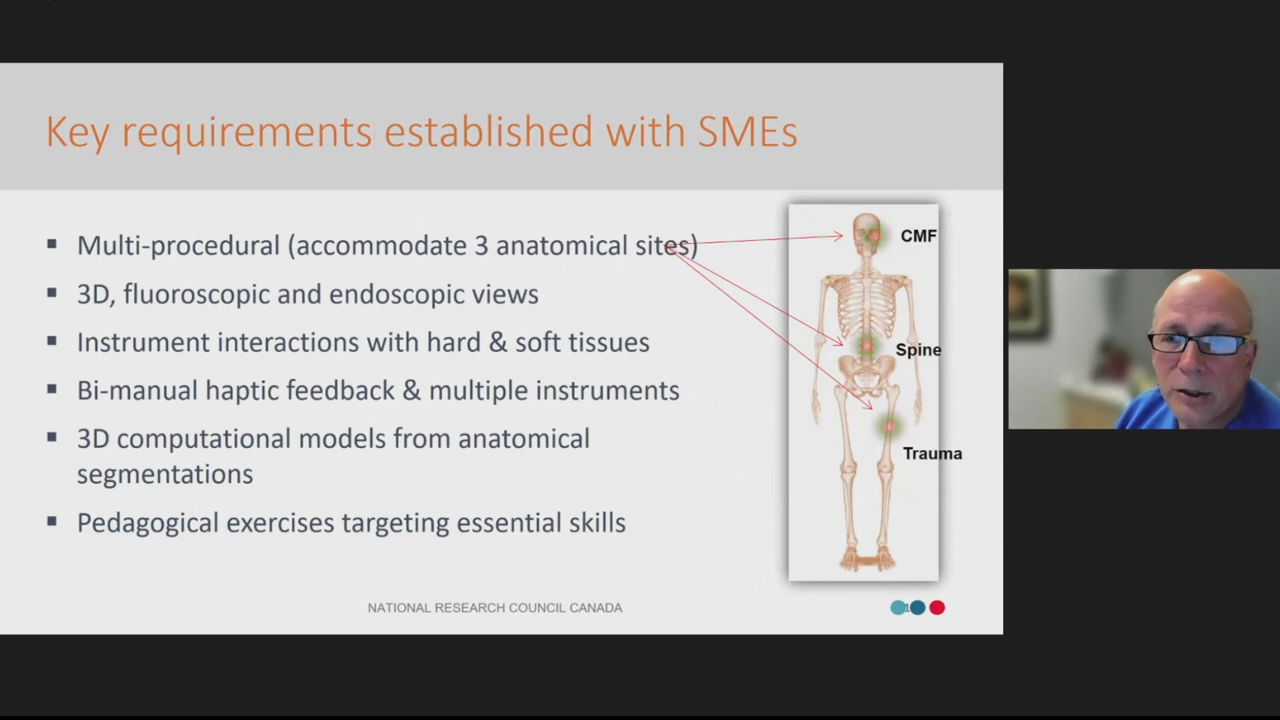 Key requirements established with SMEs
Multi-procedural (accommodate 3 anatomical sites)
3D, fluoroscopic and endoscopic views
Instrument interactions with hard & soft tissues
Bi-manual haptic feedback & multiple instruments
3D computational models from anatomical
segmentations
Pedagogical exercises targeting essential skills
CMF
Spine
Trauma
NATIONAL RESEARCH COUNCIL CANADA